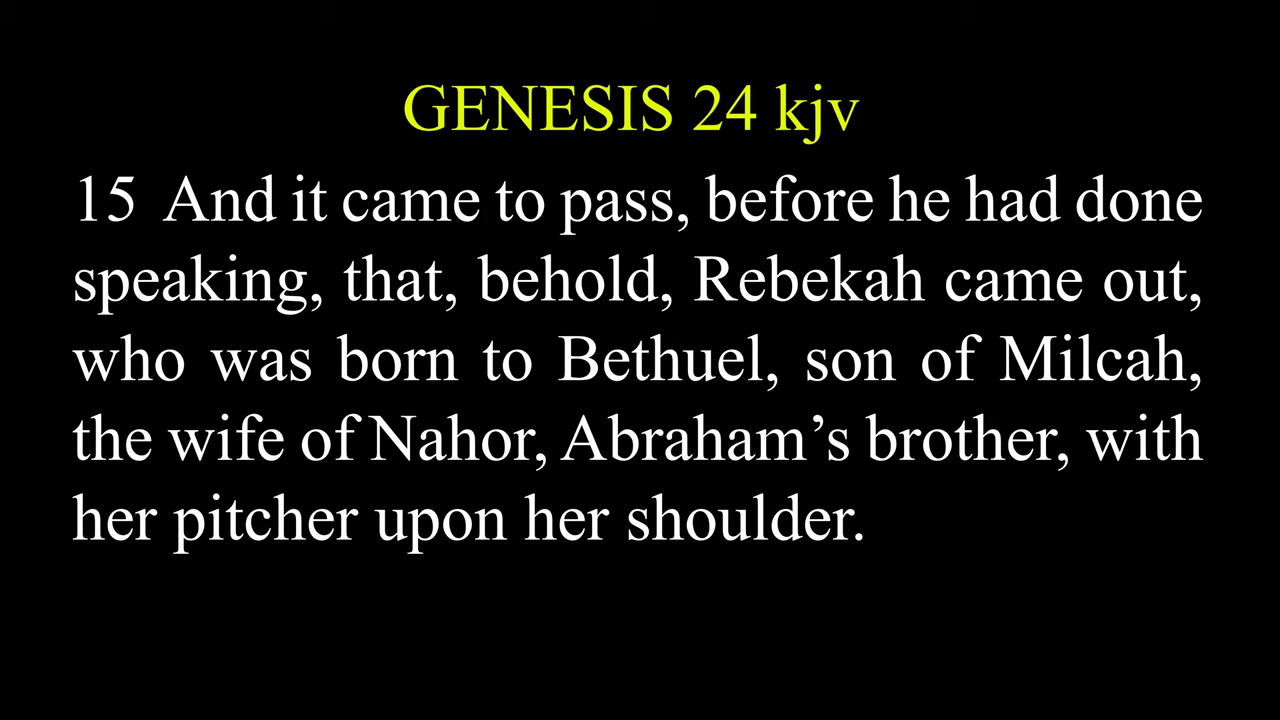 GENESIS 24 kjv
15 And it came to pass, before he had done
speaking, that, behold, Rebekah came out,
who was born to Bethuel, son of Milcah,
the wife of Nahor, Abraham’s brother, with
her pitcher upon her shoulder.